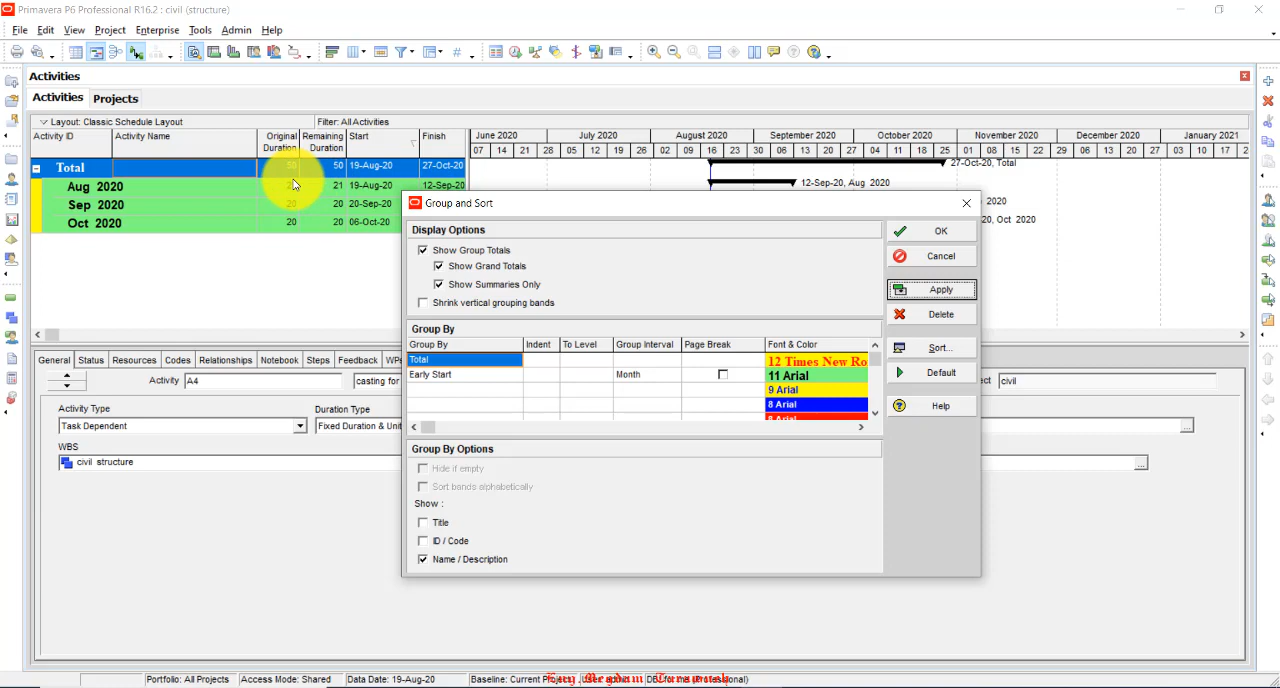 Primavera P6 Professional R16.2 : civil (structure)
File Edit View Project Enterprise Tools Admin Help
Activities
Activities Projects
Layout: Classic Schedule Layout Filter: All Activities
Activity ID Activity Name Original Duration Remaining Duration Start Finish
June 2020 July 2020 August 2020 September 2020 October 2020 November 2020 December 2020 January 2021
07 14 21 28 05 12 19 26 02 09 16 23 30 06 13 20 27 04 11 18 25 01 08 15 22 29 06 13 20 27 03 10 17 2
Total 50 50 19-Aug-20 27-Oct-20 27-Oct-20, Total
Aug 2020 21 19-Aug-20 12-Sep-20 12-Sep-20, Aug 2020
Sep 2020 20 20 20-Sep-20 2020
Oct 2020 20 20 06-Oct-20 20, Oct 2020
Group and Sort
Display Options
Show Group Totals
Show Grand Totals
Show Summaries Only
Shrink vertical grouping bands
Group By
Group By Indent To Level Group Interval Page Break Font & Color
Total 12 Times New Ro
Early Start Month 11 Arial
9 Arial
8 Arial
8 Arial
Group By Options
Hide if empty
Sort bands alphabetically
Show :
Title
ID / Code
Name / Description
OK
Cancel
Apply
Delete
Sort...
Default
Help
General Status Resources Codes Relationships Notebook Steps Feedback WP
Activity A4 casting for ect civil
Activity Type Duration Type
Task Dependent Fixed Duration & Unit
WBS
civil structure
Portfolio: All Projects Access Mode: Shared Data Date: 19-Aug-20 Baseline: Current Proj